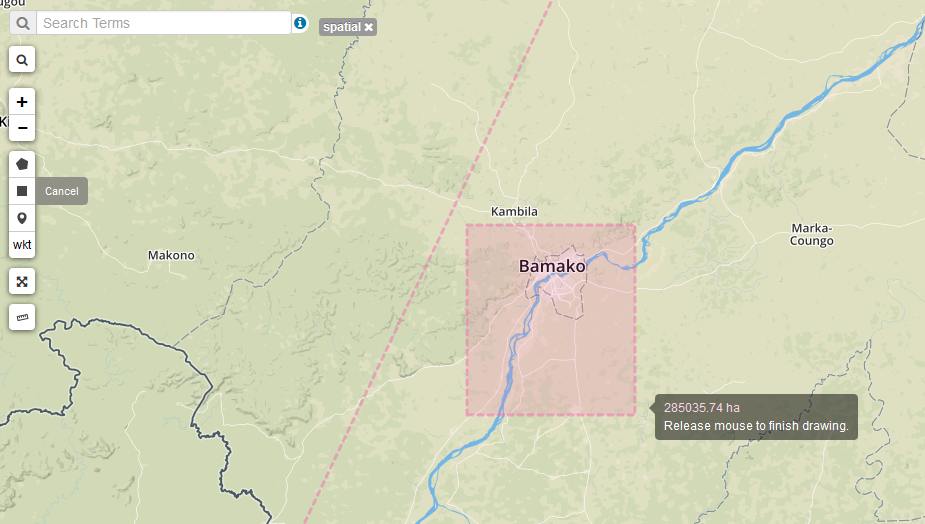 Search Terms
spatial
Kambila
Cancel
wkt
Makono
Marka-
Coungo
Bamako
285035.74 ha
Release mouse to finish drawing.